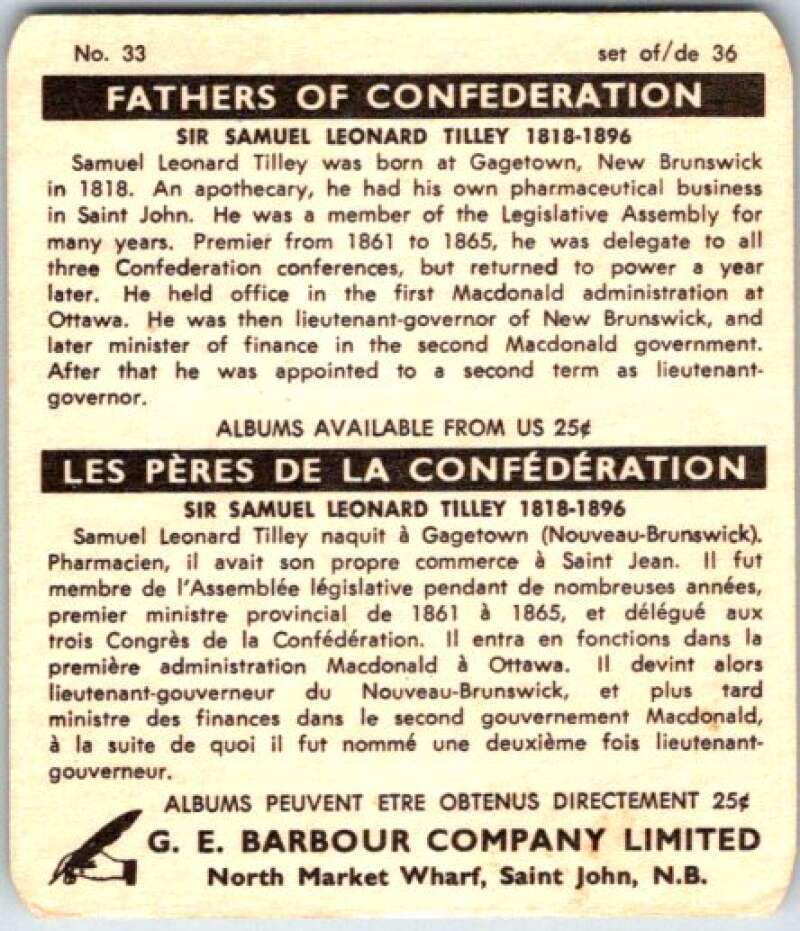 No. 33 set of/de 36
FATHERS OF CONFEDERATION
SIR SAMUEL LEONARD TILLEY 1818-1896
Samuel Leonard Tilley was born at Gagetown, New Brunswick
in 1818. An apothecary, he had his own pharmaceutical business
in Saint John. He was a member of the Legislative Assembly for
many years. Premier from 1861 to 1865, he was delegate to all
three Confederation conferences, but returned to power a year
later. He held office in the first Macdonald administration at
Ottawa. He was then lieutenant-governor of New Brunswick, and
later minister of finance in the second Macdonald government.
After that he was appointed to a second term as lieutenant-
governor.
ALBUMS AVAILABLE FROM US 25¢
LES PÈRES DE LA CONFÉDÉRATION
SIR SAMUEL LEONARD TILLEY 1818-1896
Samuel Leonard Tilley naquit à Gagetown (Nouveau-Brunswick).
Pharmacien, il avait son propre commerce à Saint Jean. Il fut
membre de l'Assemblée législative pendant de nombreuses années,
premier ministre provincial de 1861 à 1865, et délégué aux
trois Congrès de la Confédération. Il entra en fonctions dans la
première administration Macdonald à Ottawa. Il devint alors
lieutenant-gouverneur du Nouveau-Brunswick, et plus tard
ministre des finances dans le second gouvernement Macdonald,
à la suite de quoi il fut nommé une deuxième fois lieutenant-
gouverneur.
ALBUMS PEUVENT ETRE OBTENUS DIRECTEMENT 25¢
G. E. BARBOUR COMPANY LIMITED
North Market Wharf, Saint John, N.B.